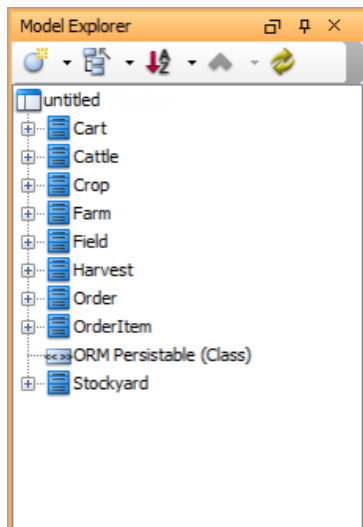 Model Explorer
A
Z
untitled
Cart
Cattle
Crop
Farm
Field
Harvest
Order
OrderItem
<< >>ORM Persistable (Class)
Stockyard